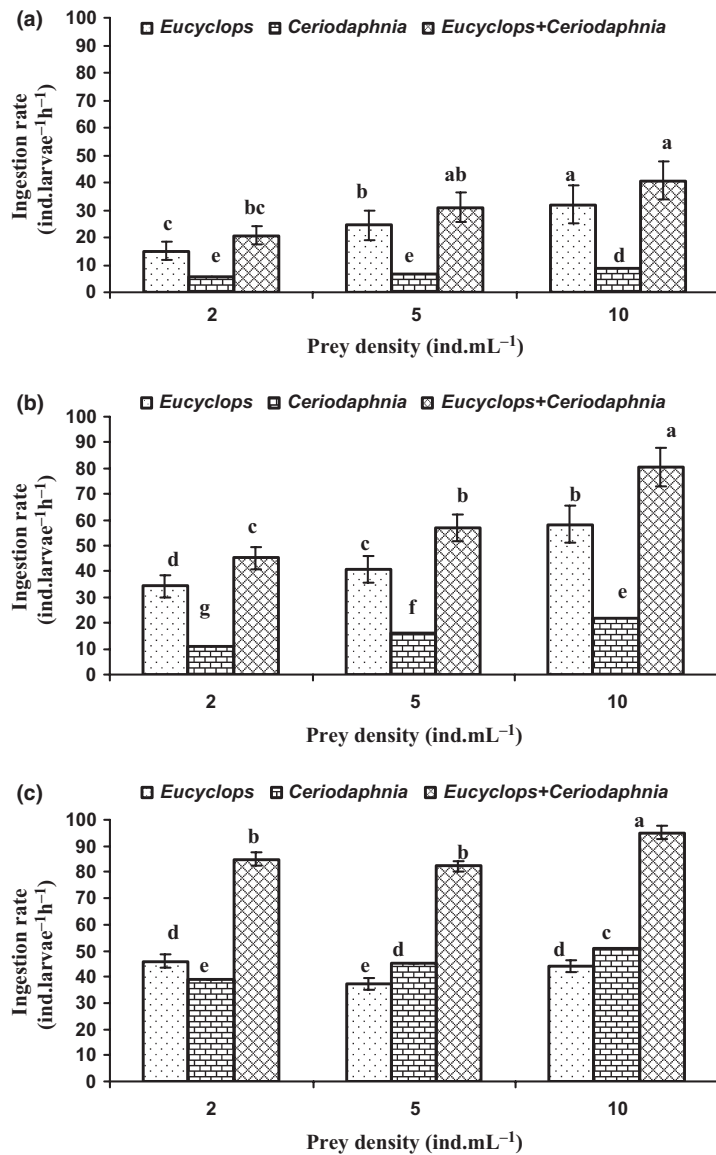 (a)
Eucyclops Ceriodaphnia Eucyclops+Ceriodaphnia
Ingestion rate
(ind.larvae⁻¹h⁻¹)
100
90
80
70
60
50
40
30
20
10
0
c e bc b e ab a d a
2 5 10
Prey density (ind.mL⁻¹)
(b)
Eucyclops Ceriodaphnia Eucyclops+Ceriodaphnia
Ingestion rate
(ind.larvae⁻¹h⁻¹)
100
90
80
70
60
50
40
30
20
10
0
d g c c f b b e a
2 5 10
Prey density (ind.mL⁻¹)
(c)
Eucyclops Ceriodaphnia Eucyclops+Ceriodaphnia
Ingestion rate
(ind.larvae⁻¹h⁻¹)
100
90
80
70
60
50
40
30
20
10
0
d e b e d b d c a
2 5 10
Prey density (ind.mL⁻¹)